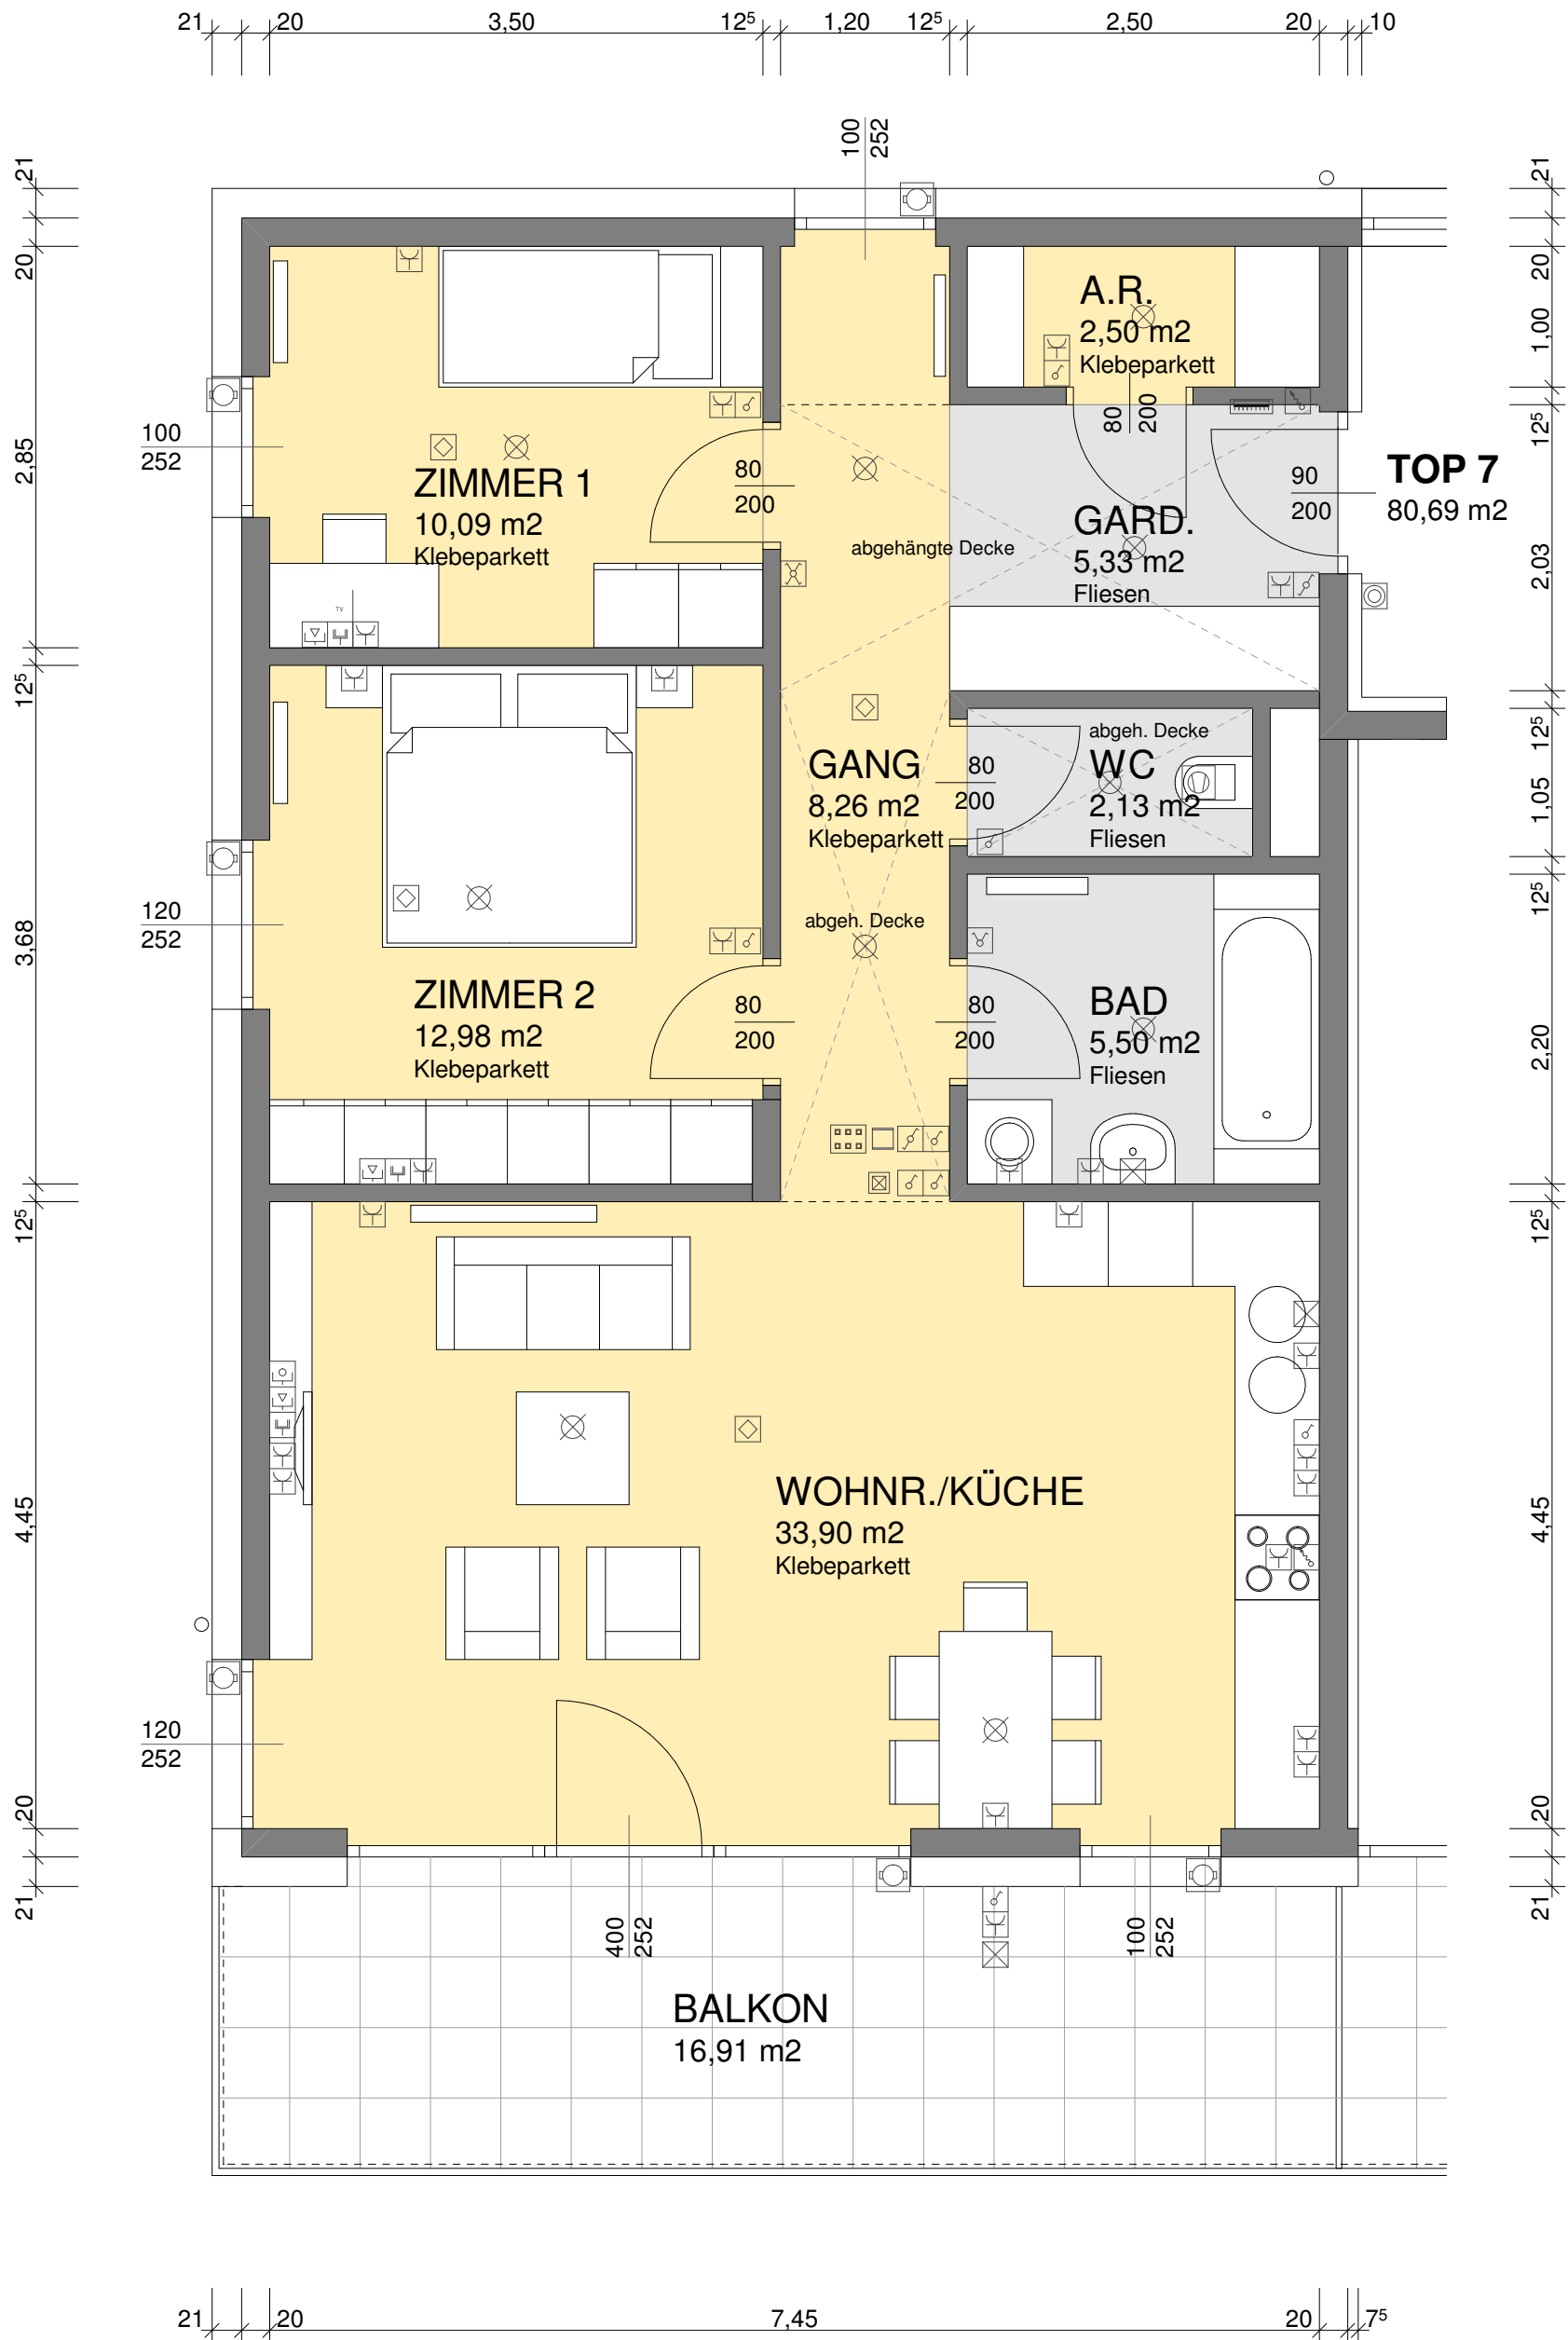 21 20 3,50 12⁵ 1,20 12⁵ 2,50 20 10
100
252
21
20
2,85
12⁵
3,68
12⁵
4,45
20
21
21
20
1,00
12⁵
2,03
12⁵
1,05
12⁵
2,20
12⁵
4,45
20
21
A.R.
2,50 m2
Klebeparkett
80
200
100
252
ZIMMER 1
10,09 m2
Klebeparkett
TV
80
200
abgehängte Decke
GARD.
5,33 m2
Fliesen
90
200
TOP 7
80,69 m2
GANG
8,26 m2
Klebeparkett
80
200
abgeh. Decke
WC
2,13 m2
Fliesen
120
252
abgeh. Decke
ZIMMER 2
12,98 m2
Klebeparkett
80
200
80
200
BAD
5,50 m2
Fliesen
WOHNR./KÜCHE
33,90 m2
Klebeparkett
120
252
400
252
100
252
BALKON
16,91 m2
21 20 7,45 20 7⁵